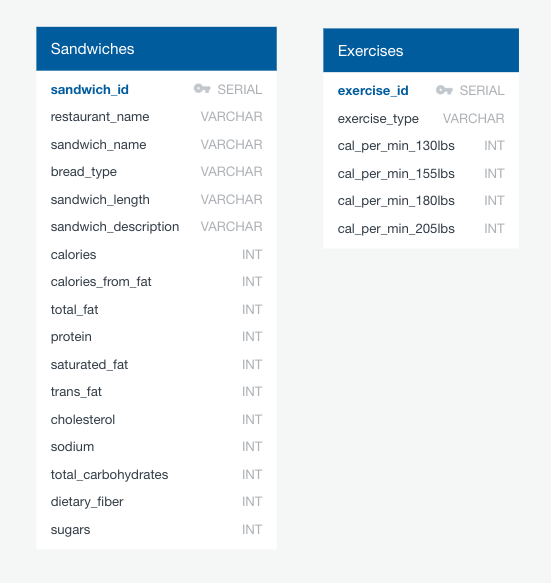 Sandwiches
sandwich_id SERIAL
restaurant_name VARCHAR
sandwich_name VARCHAR
bread_type VARCHAR
sandwich_length VARCHAR
sandwich_description VARCHAR
calories INT
calories_from_fat INT
total_fat INT
protein INT
saturated_fat INT
trans_fat INT
cholesterol INT
sodium INT
total_carbohydrates INT
dietary_fiber INT
sugars INT
Exercises
exercise_id SERIAL
exercise_type VARCHAR
cal_per_min_130lbs INT
cal_per_min_155lbs INT
cal_per_min_180lbs INT
cal_per_min_205lbs INT